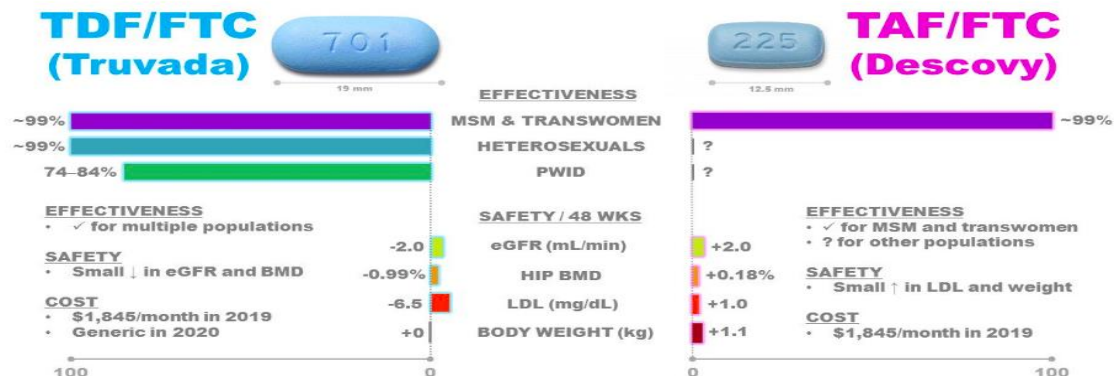 TDF/FTC
(Truvada)
701
19 mm
225
12.5 mm
TAF/FTC
(Descovy)
EFFECTIVENESS
~99% MSM & TRANSWOMEN ~99%
~99% HETEROSEXUALS ?
74–84% PWID ?
EFFECTIVENESS
• ✓ for multiple populations
SAFETY
• Small ↓ in eGFR and BMD
COST
• $1,845/month in 2019
• Generic in 2020
SAFETY / 48 WKS
-2.0 eGFR (mL/min) +2.0
-0.99% HIP BMD +0.18%
-6.5 LDL (mg/dL) +1.0
+0 BODY WEIGHT (kg) +1.1
EFFECTIVENESS
• ✓ for MSM and transwomen
• ? for other populations
SAFETY
• Small ↑ in LDL and weight
COST
• $1,845/month in 2019
100 0 0 100